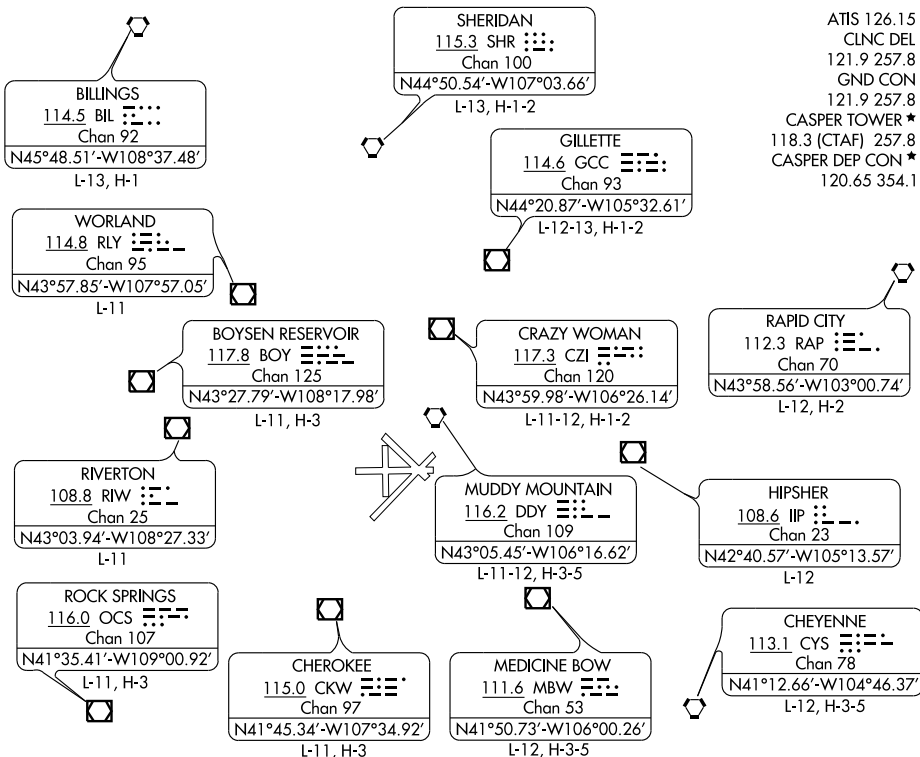 BILLINGS
114.5 BIL
Chan 92
N45°48.51'-W108°37.48'
L-13, H-1
SHERIDAN
115.3 SHR
Chan 100
N44°50.54'-W107°03.66'
L-13, H-1-2
ATIS 126.15
CLNC DEL
121.9 257.8
GND CON
121.9 257.8
CASPER TOWER ★
118.3 (CTAF) 257.8
CASPER DEP CON ★
120.65 354.1
GILLETTE
114.6 GCC
Chan 93
N44°20.87'-W105°32.61'
L-12-13, H-1-2
WORLAND
114.8 RLY
Chan 95
N43°57.85'-W107°57.05'
L-11
BOYSEN RESERVOIR
117.8 BOY
Chan 125
N43°27.79'-W108°17.98'
L-11, H-3
CRAZY WOMAN
117.3 CZI
Chan 120
N43°59.98'-W106°26.14'
L-11-12, H-1-2
RAPID CITY
112.3 RAP
Chan 70
N43°58.56'-W103°00.74'
L-12, H-2
RIVERTON
108.8 RIW
Chan 25
N43°03.94'-W108°27.33'
L-11
MUDDY MOUNTAIN
116.2 DDY
Chan 109
N43°05.45'-W106°16.62'
L-11-12, H-3-5
HIPSHER
108.6 IIP
Chan 23
N42°40.57'-W105°13.57'
L-12
ROCK SPRINGS
116.0 OCS
Chan 107
N41°35.41'-W109°00.92'
L-11, H-3
CHEROKEE
115.0 CKW
Chan 97
N41°45.34'-W107°34.92'
L-11, H-3
MEDICINE BOW
111.6 MBW
Chan 53
N41°50.73'-W106°00.26'
L-12, H-3-5
CHEYENNE
113.1 CYS
Chan 78
N41°12.66'-W104°46.37'
L-12, H-3-5